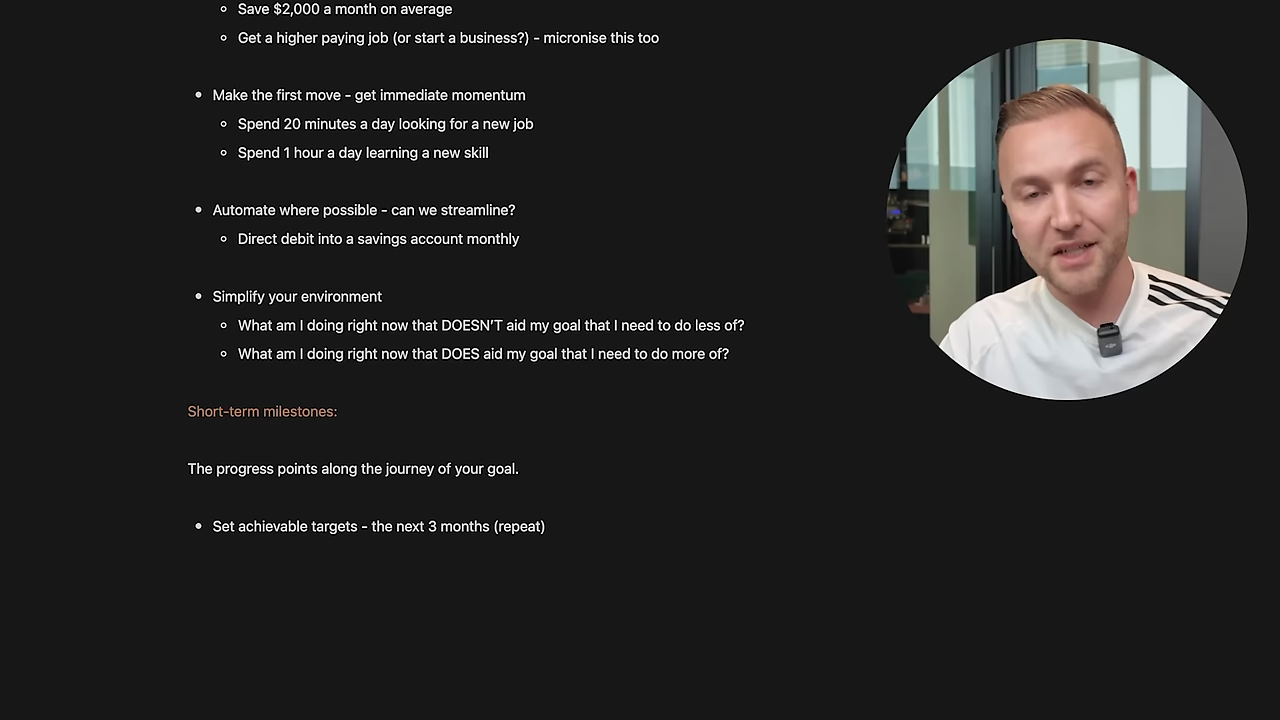 Save $2,000 a month on average
Get a higher paying job (or start a business?) - micronise this too
Make the first move - get immediate momentum
Spend 20 minutes a day looking for a new job
Spend 1 hour a day learning a new skill
Automate where possible - can we streamline?
Direct debit into a savings account monthly
Simplify your environment
What am I doing right now that DOESN'T aid my goal that I need to do less of?
What am I doing right now that DOES aid my goal that I need to do more of?
Short-term milestones:
The progress points along the journey of your goal.
Set achievable targets - the next 3 months (repeat)